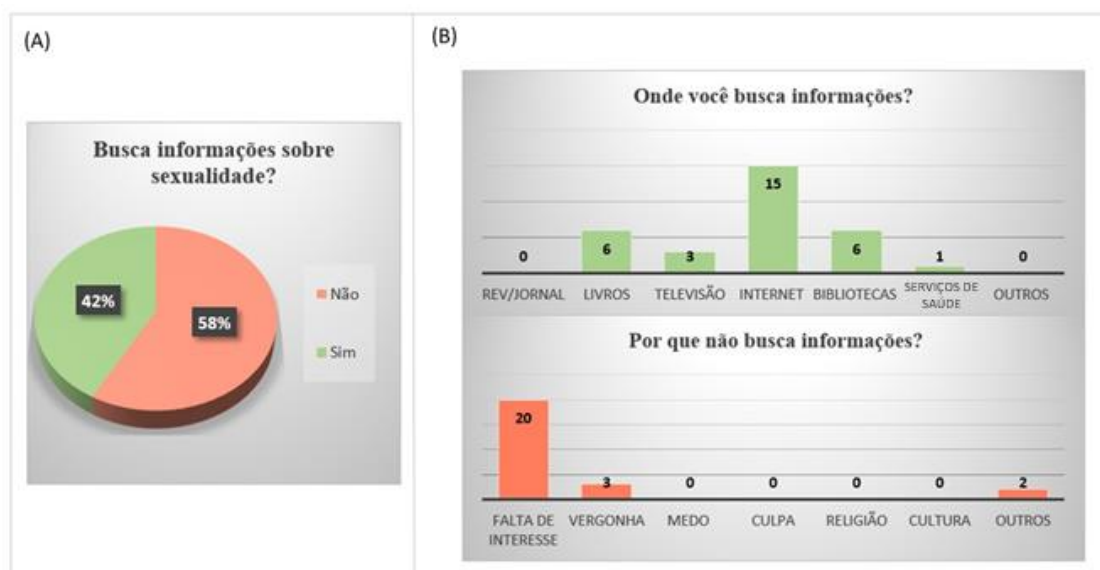 (A)
Busca informações sobre
sexualidade?
42%
58%
Não
Sim
(B)
Onde você busca informações?
0
6
3
15
6
1
0
REV/JORNAL
LIVROS
TELEVISÃO
INTERNET
BIBLIOTECAS
SERVIÇOS DE
SAÚDE
OUTROS
Por que não busca informações?
20
3
0
0
0
0
2
FALTA DE
INTERESSE
VERGONHA
MEDO
CULPA
RELIGIÃO
CULTURA
OUTROS